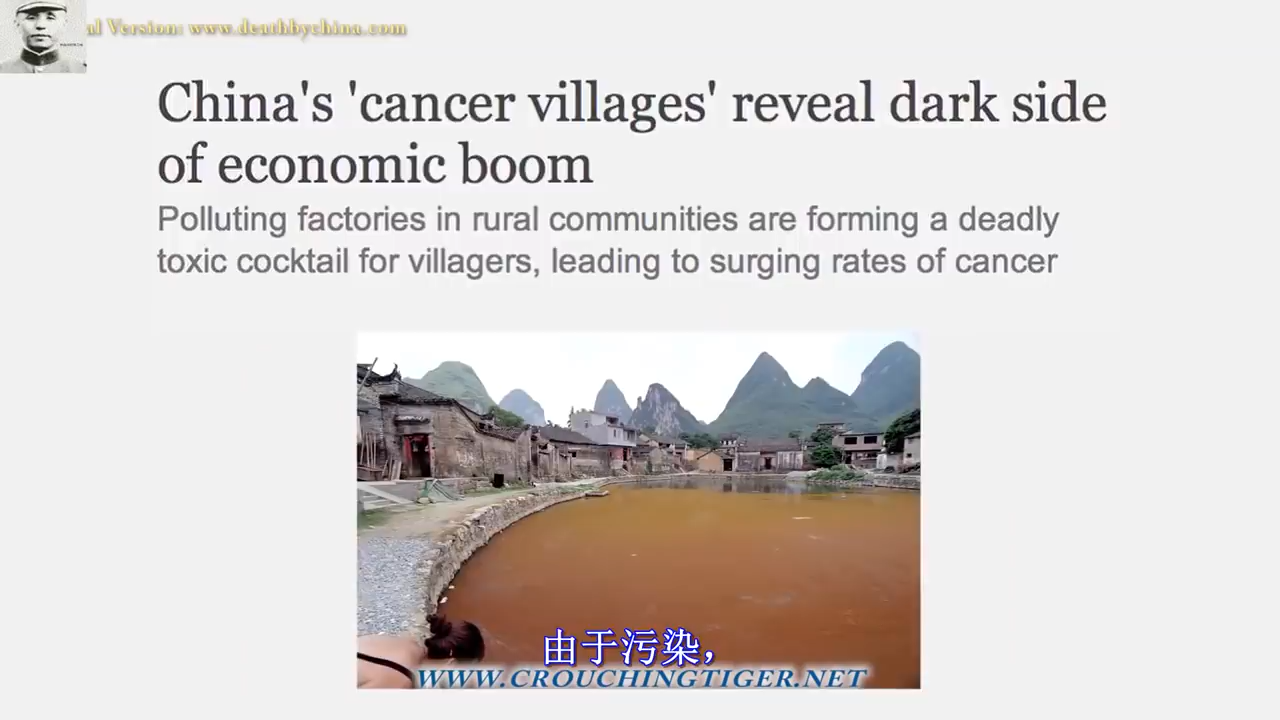 al Version: www.deathbychina.com
China's 'cancer villages' reveal dark side
of economic boom
Polluting factories in rural communities are forming a deadly
toxic cocktail for villagers, leading to surging rates of cancer
由于污染，
WWW.CROUCHINGTIGER.NET